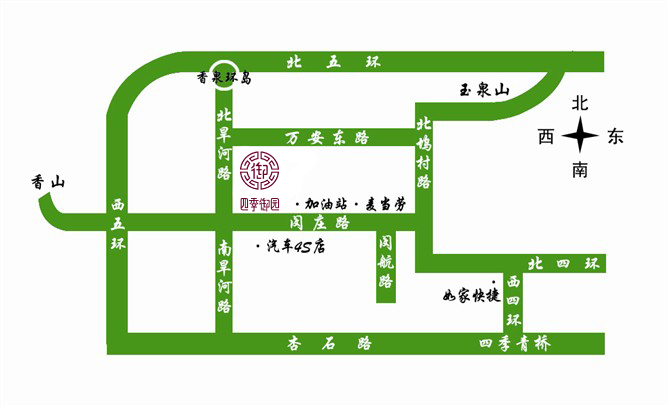 北五环
香泉环岛
玉泉山
北
西 东
南
北旱河路
万安东路
北坞村路
御
四季御园
香山
西五环
·加油站·麦当劳
闵庄路
·汽车4S店
南旱河路
闵航路
北四环
西四环
·如家快捷
杏石路
四季青桥